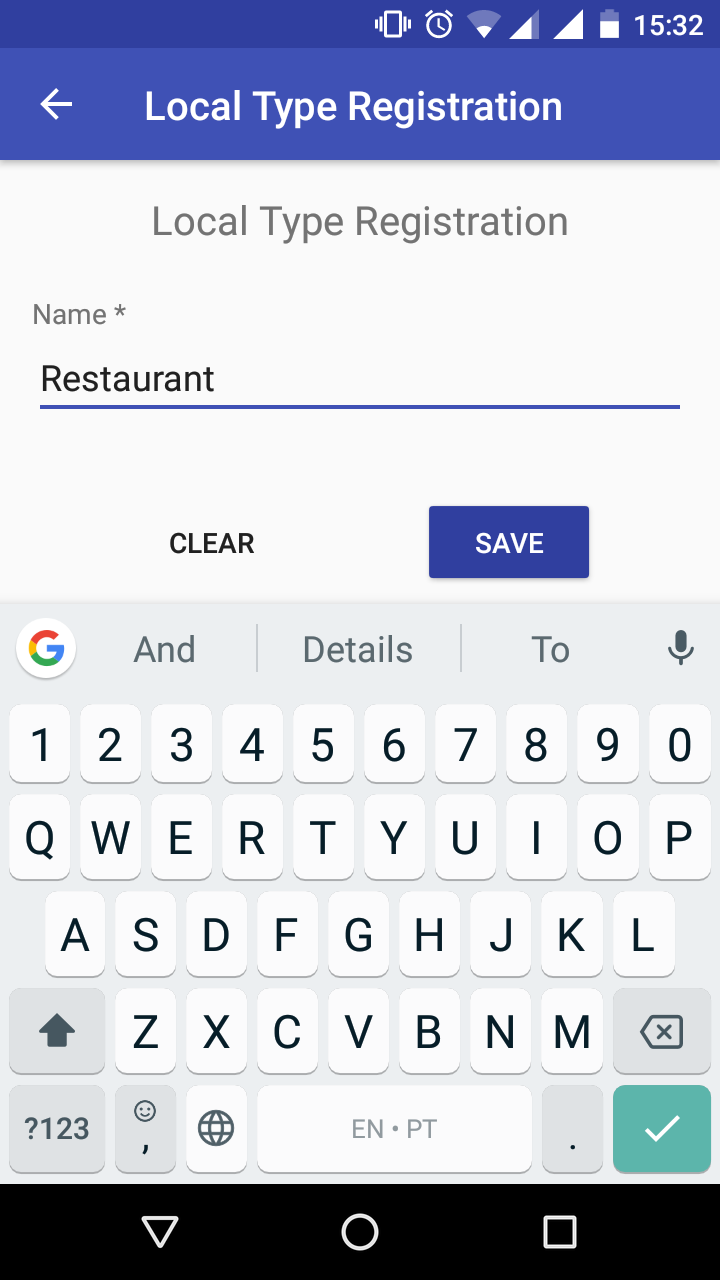 15:32
Local Type Registration
Local Type Registration
Name *
Restaurant
CLEAR SAVE
And Details To
1 2 3 4 5 6 7 8 9 0
Q W E R T Y U I O P
A S D F G H J K L
Z X C V B N M
?123 , EN • PT .